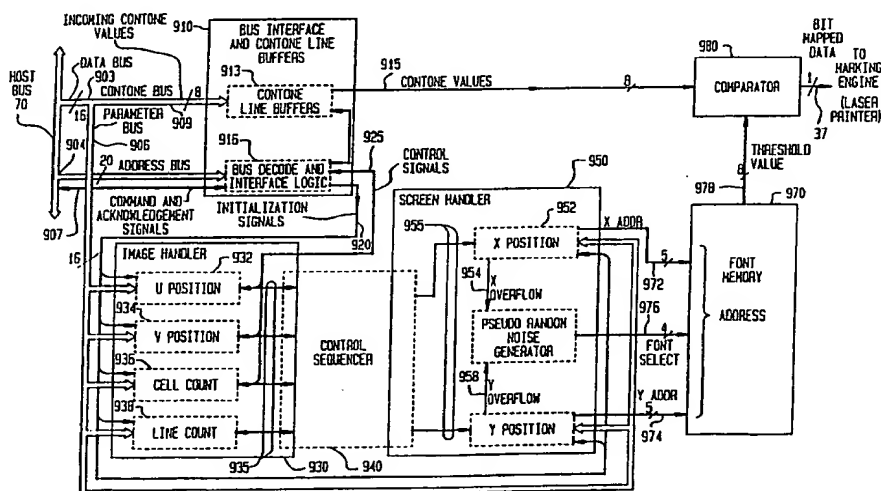 INCOMING CONTONE VALUES
910
BUS INTERFACE
AND CONTONE LINE
BUFFERS
DATA BUS
903
HOST
BUS 70
16
CONTONE BUS
8
909
PARAMETER
BUS
906
904
913
CONTONE
LINE BUFFERS
915
CONTONE VALUES
8
980
COMPARATOR
BIT
MAPPED
DATA
1
37
TO
MARKING
ENGINE
(LASER
PRINTER)
916
BUS DECODE AND
INTERFACE LOGIC
925
CONTROL
SIGNALS
20
ADDRESS BUS
COMMAND AND
ACKNOWLEDGEMENT
SIGNALS
907
INITIALIZATION
SIGNALS
920
THRESHOLD
VALUE
8
978
970
950
SCREEN HANDLER
955
952
X POSITION
X ADDR
5
972
954
X
OVERFLOW
PSEUDO RANDOM
NOISE
GENERATOR
976
4
FONT
SELECT
958
Y
OVERFLOW
Y POSITION
Y ADDR
5
974
FONT
MEMORY
ADDRESS
16
IMAGE HANDLER
932
U POSITION
934
V POSITION
936
CELL COUNT
938
LINE COUNT
CONTROL
SEQUENCER
935
930
940